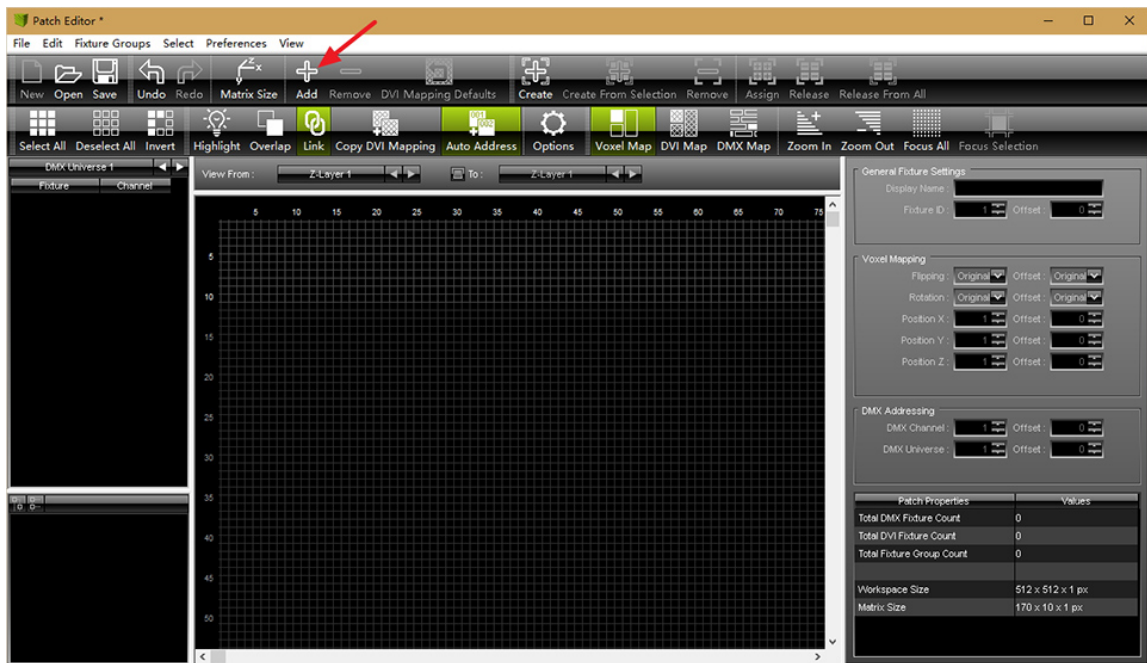 Patch Editor *
File Edit Fixture Groups Select Preferences View
New Open Save Undo Redo Matrix Size Add Remove DVI Mapping Defaults Create Create From Selection Remove Assign Release Release From All
Select All Deselect All Invert Highlight Overlap Link Copy DVI Mapping Auto Address Options Voxel Map DVI Map DMX Map Zoom In Zoom Out Focus All Focus Selection
DMX Universe 1
Fixture Channel
View From : Z-Layer 1 To : Z-Layer 1
5 10 15 20 25 30 35 40 45 50 55 60 65 70 75
5
10
15
20
25
30
35
40
45
50
General Fixture Settings
Display Name :
Fixture ID : 1 Offset : 0
Voxel Mapping
Flipping : Original Offset : Original
Rotation : Original Offset : Original
Position X : 1 Offset : 0
Position Y : 1 Offset : 0
Position Z : 1 Offset : 0
DMX Addressing
DMX Channel : 1 Offset : 0
DMX Universe : 1 Offset : 0
Patch Properties Values
Total DMX Fixture Count 0
Total DVI Fixture Count 0
Total Fixture Group Count 0
Workspace Size 512 x 512 x 1 px
Matrix Size 170 x 10 x 1 px